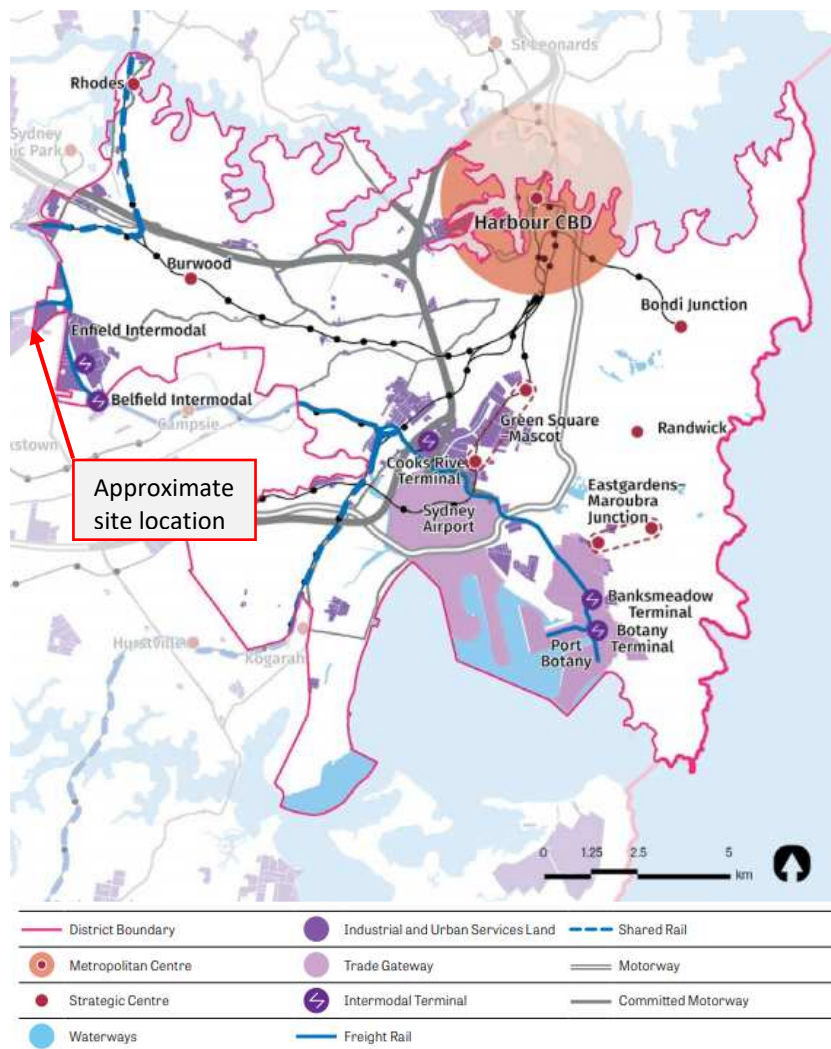 St Leonards
Rhodes
Sydney
ic Park
Harbour CBD
Burwood
Bondi Junction
Enfield Intermodal
Belfield Intermodal
Campsie
kstown
Green Square
Mascot
Randwick
Cooks River
Terminal
Approximate
site location
Sydney
Airport
Eastgardens–
Maroubra
Junction
Banksmeadow
Terminal
Botany
Terminal
Port
Botany
Hurstville
Kogarah
0 1.25 2.5 5
km
District Boundary
Industrial and Urban Services Land
Shared Rail
Metropolitan Centre
Trade Gateway
Motorway
Strategic Centre
Intermodal Terminal
Committed Motorway
Waterways
Freight Rail